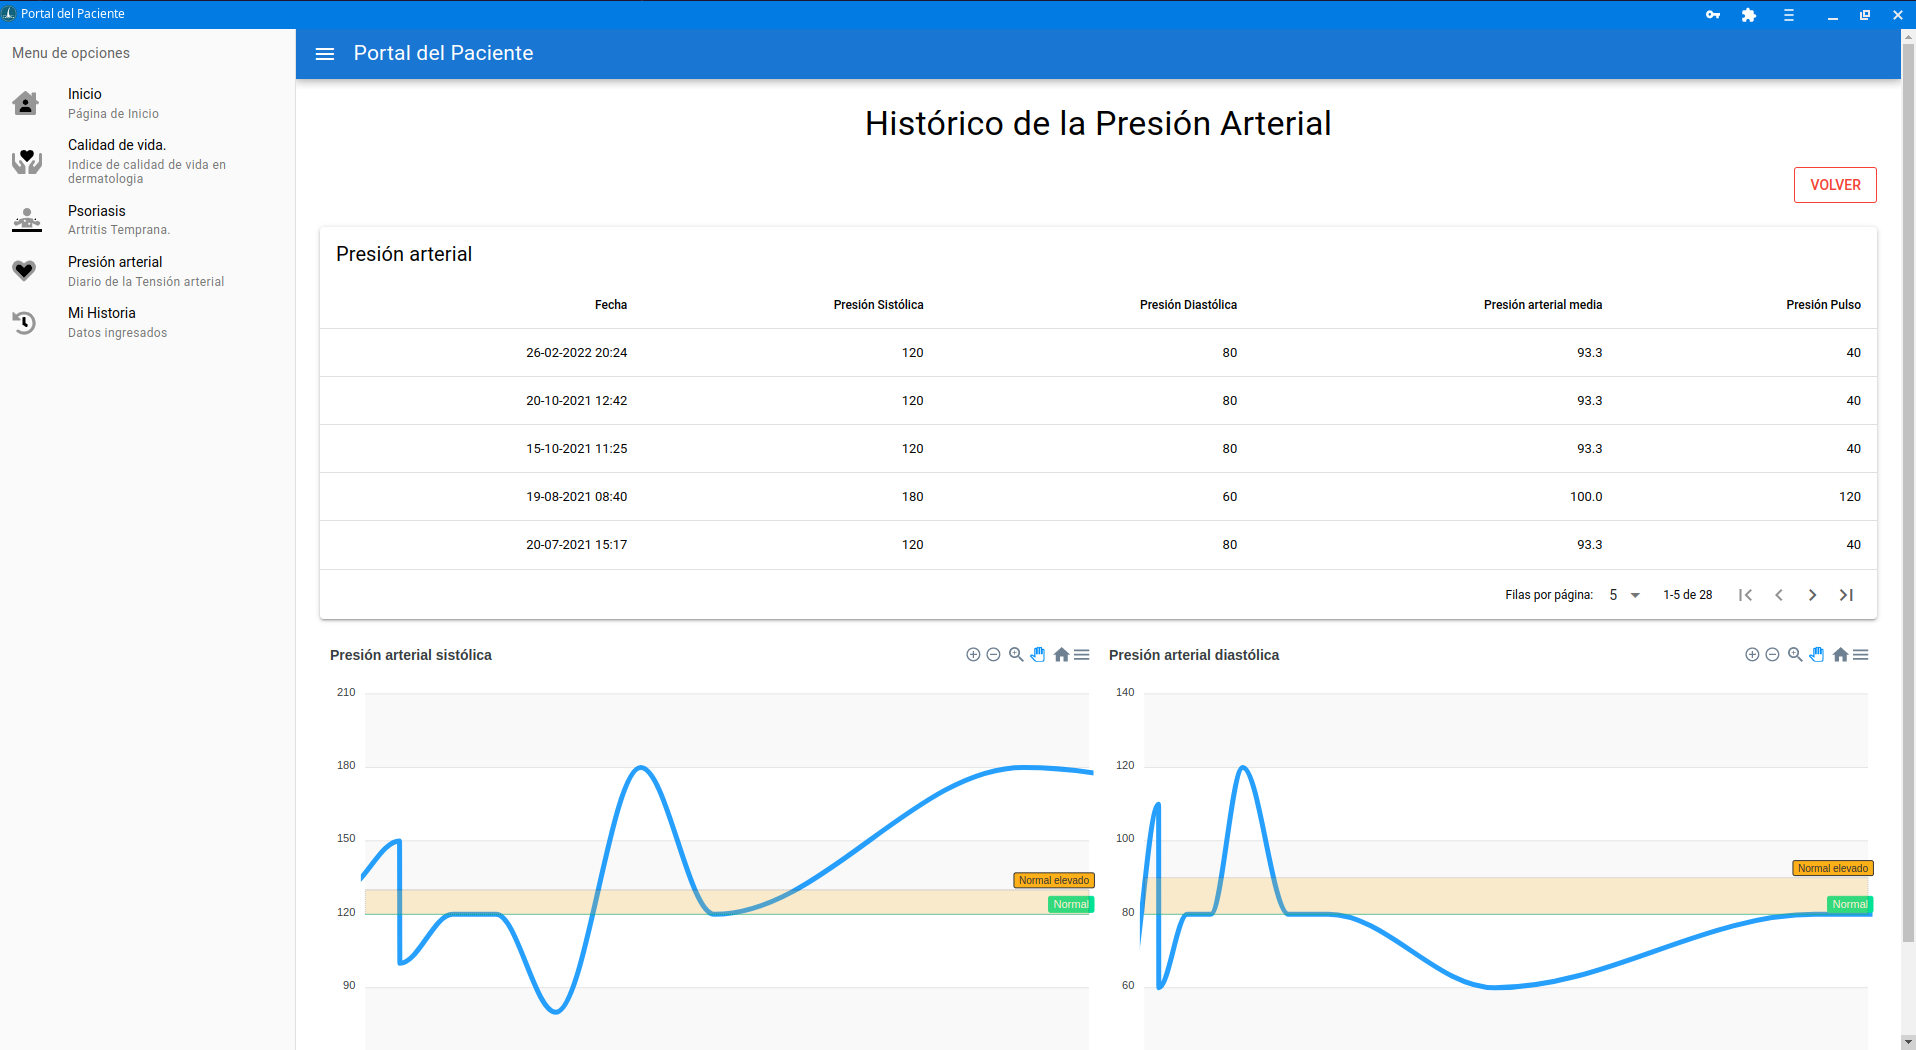 Portal del Paciente
Menu de opciones
Inicio
Página de Inicio
Calidad de vida.
Indice de calidad de vida en
dermatologia
Psoriasis
Artritis Temprana.
Presión arterial
Diario de la Tensión arterial
Mi Historia
Datos ingresados
Portal del Paciente
Histórico de la Presión Arterial
VOLVER
Presión arterial
Fecha Presión Sistólica Presión Diastólica Presión arterial media Presión Pulso
26-02-2022 20:24 120 80 93.3 40
20-10-2021 12:42 120 80 93.3 40
15-10-2021 11:25 120 80 93.3 40
19-08-2021 08:40 180 60 100.0 120
20-07-2021 15:17 120 80 93.3 40
Filas por página: 5 1-5 de 28
Presión arterial sistólica
210
180
150
120
90
Normal elevado
Normal
Presión arterial diastólica
140
120
100
80
60
Normal elevado
Normal